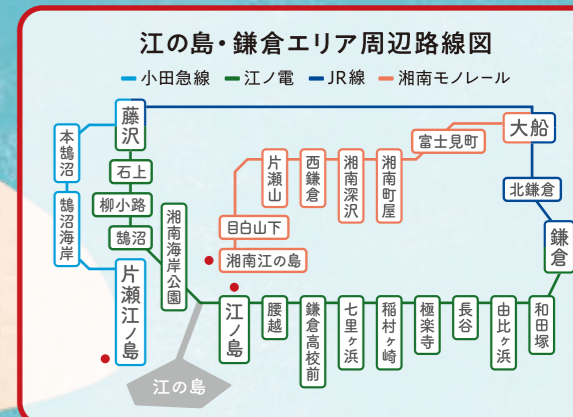 江の島・鎌倉エリア周辺路線図
小田急線 江ノ電 JR線 湘南モノレール
藤沢
本鵠沼
鵠沼海岸
片瀬江ノ島
石上
柳小路
鵠沼
湘南海岸公園
江ノ島
腰越
鎌倉高校前
七里ヶ浜
稲村ヶ崎
極楽寺
長谷
由比ヶ浜
和田塚
鎌倉
北鎌倉
大船
富士見町
湘南町屋
湘南深沢
西鎌倉
片瀬山
目白山下
湘南江の島
江の島